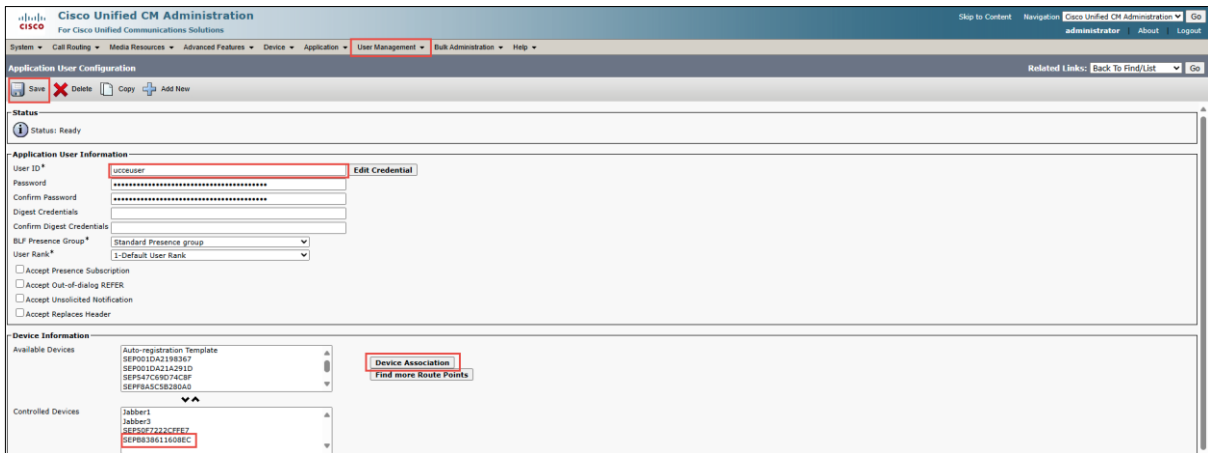 cisco
Cisco Unified CM Administration
For Cisco Unified Communications Solutions
Skip to Content Navigation Cisco Unified CM Administration Go
administrator About Logout
System Call Routing Media Resources Advanced Features Device Application User Management Bulk Administration Help
Application User Configuration
Related Links: Back To Find/List Go
Save Delete Copy Add New
Status
Status: Ready
Application User Information
User ID* ucceuser Edit Credential
Password ••••••••••••••••••••••••••••••••••••••••
Confirm Password ••••••••••••••••••••••••••••••••••••••••
Digest Credentials
Confirm Digest Credentials
BLF Presence Group* Standard Presence group
User Rank* 1-Default User Rank
Accept Presence Subscription
Accept Out-of-dialog REFER
Accept Unsolicited Notification
Accept Replaces Header
Device Information
Available Devices
Auto-registration Template
SEP001DA2198367
SEP001DA21A291D
SEP547C69D74C8F
SEPF8A5C5B280A0
Device Association
Find more Route Points
Controlled Devices
Jabber1
Jabber3
SEP50F7222CFFE7
SEPB838611608EC